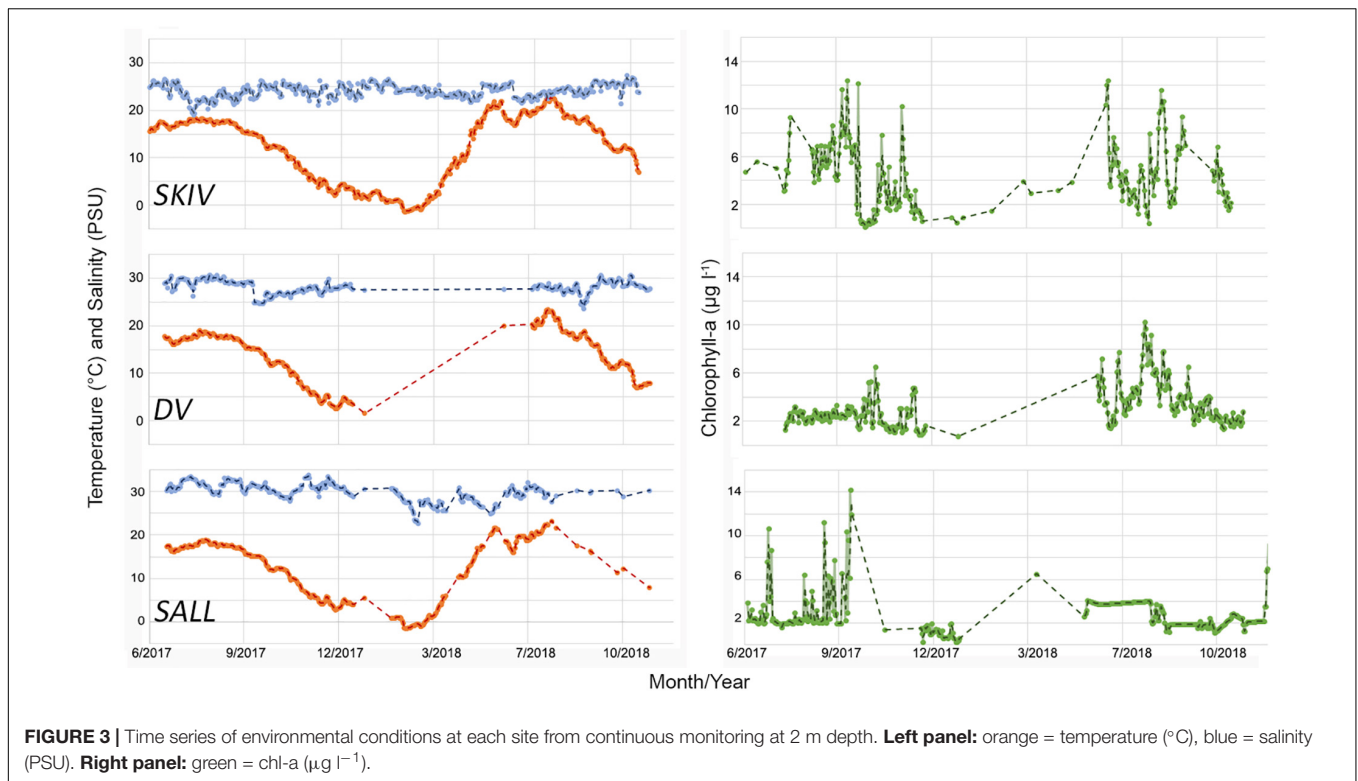 Temperature (°C) and Salinity (PSU)
30
20
10
0
SKIV
30
20
10
0
DV
30
20
10
0
SALL
6/2017 9/2017 12/2017 3/2018 7/2018 10/2018
Chlorophyll-a (µg l-1)
14
10
6
2
14
10
6
2
14
10
6
2
6/2017 9/2017 12/2017 3/2018 7/2018 10/2018
Month/Year
FIGURE 3 | Time series of environmental conditions at each site from continuous monitoring at 2 m depth. Left panel: orange = temperature (°C), blue = salinity
(PSU). Right panel: green = chl-a (µg l−1).